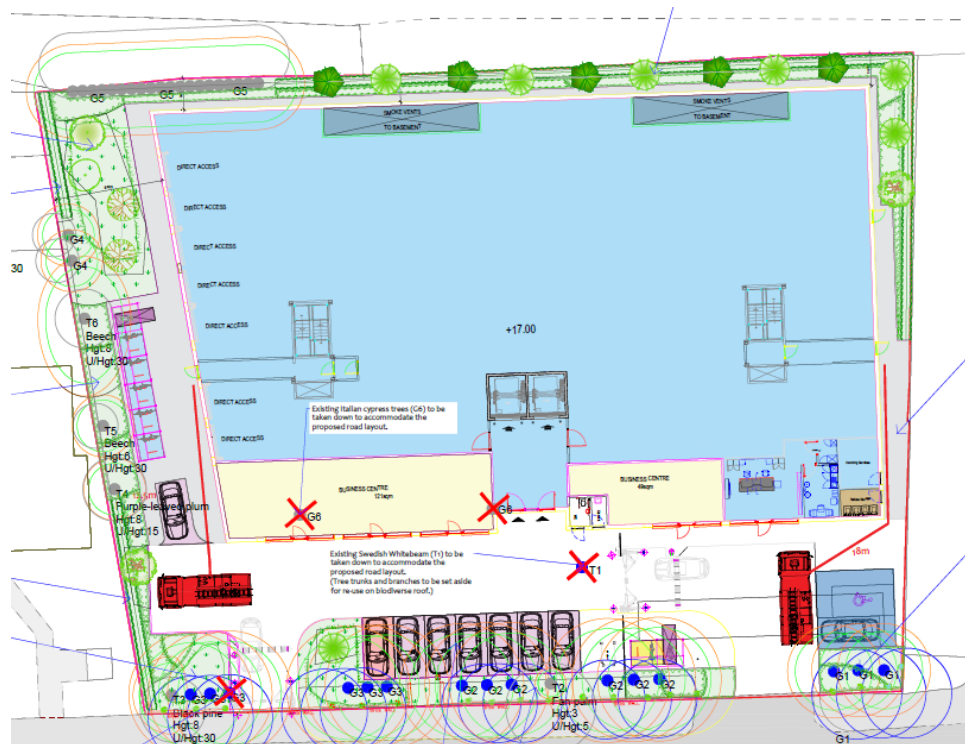 G5
G5
G5
SMOKE VENTS
TO BASEMENT
SMOKE VENTS
TO BASEMENT
DIRECT ACCESS
DIRECT ACCESS
DIRECT ACCESS
DIRECT ACCESS
DIRECT ACCESS
DIRECT ACCESS
DIRECT ACCESS
G4
G4
30
+17.00
T6
Beech
Hgt:8
U/Hgt:30
Existing Italian cypress trees (G6) to be
taken down to accommodate the
proposed road layout.
T5
Beech
Hgt:6
U/Hgt:30
T4
Purple-leaved plum
Hgt:8
U/Hgt:15
BUSINESS CENTRE
121sqm
BUSINESS CENTRE
49sqm
G6
G6
Existing Swedish Whitebeam (T1) to be
taken down to accommodate the
proposed road layout.
(Tree trunks and branches to be set aside
for re-use on biodiverse roof.)
T1
18m
G3
G3
G3
G3
G2
G2
G2
G1
G1
G1
Black pine
Hgt:8
U/Hgt:30
T2
Fan palm
Hgt:3
U/Hgt:5
G1